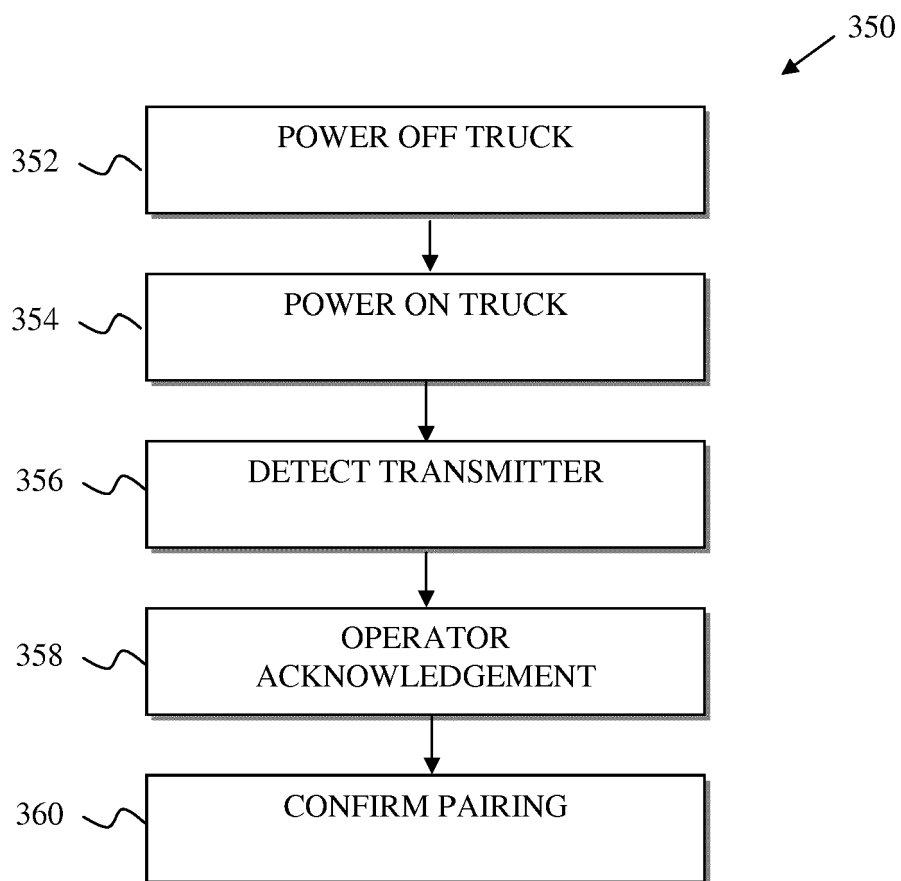 350
352
POWER OFF TRUCK
354
POWER ON TRUCK
356
DETECT TRANSMITTER
358
OPERATOR
ACKNOWLEDGEMENT
360
CONFIRM PAIRING